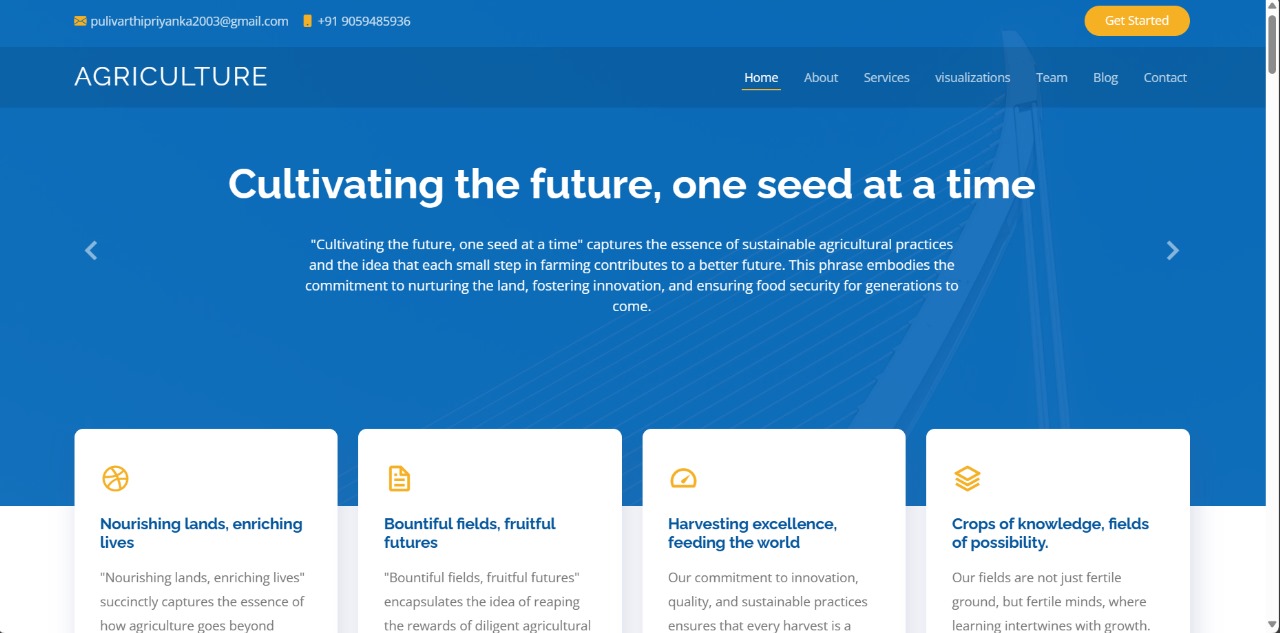 pulivarthipriyanka2003@gmail.com +91 9059485936 Get Started
AGRICULTURE Home About Services visualizations Team Blog Contact
Cultivating the future, one seed at a time
"Cultivating the future, one seed at a time" captures the essence of sustainable agricultural practices
and the idea that each small step in farming contributes to a better future. This phrase embodies the
commitment to nurturing the land, fostering innovation, and ensuring food security for generations to
come.
Nourishing lands, enriching
lives
"Nourishing lands, enriching lives"
succinctly captures the essence of
how agriculture goes beyond
Bountiful fields, fruitful
futures
"Bountiful fields, fruitful futures"
encapsulates the idea of reaping
the rewards of diligent agricultural
Harvesting excellence,
feeding the world
Our commitment to innovation,
quality, and sustainable practices
ensures that every harvest is a
Crops of knowledge, fields
of possibility.
Our fields are not just fertile
ground, but fertile minds, where
learning intertwines with growth.